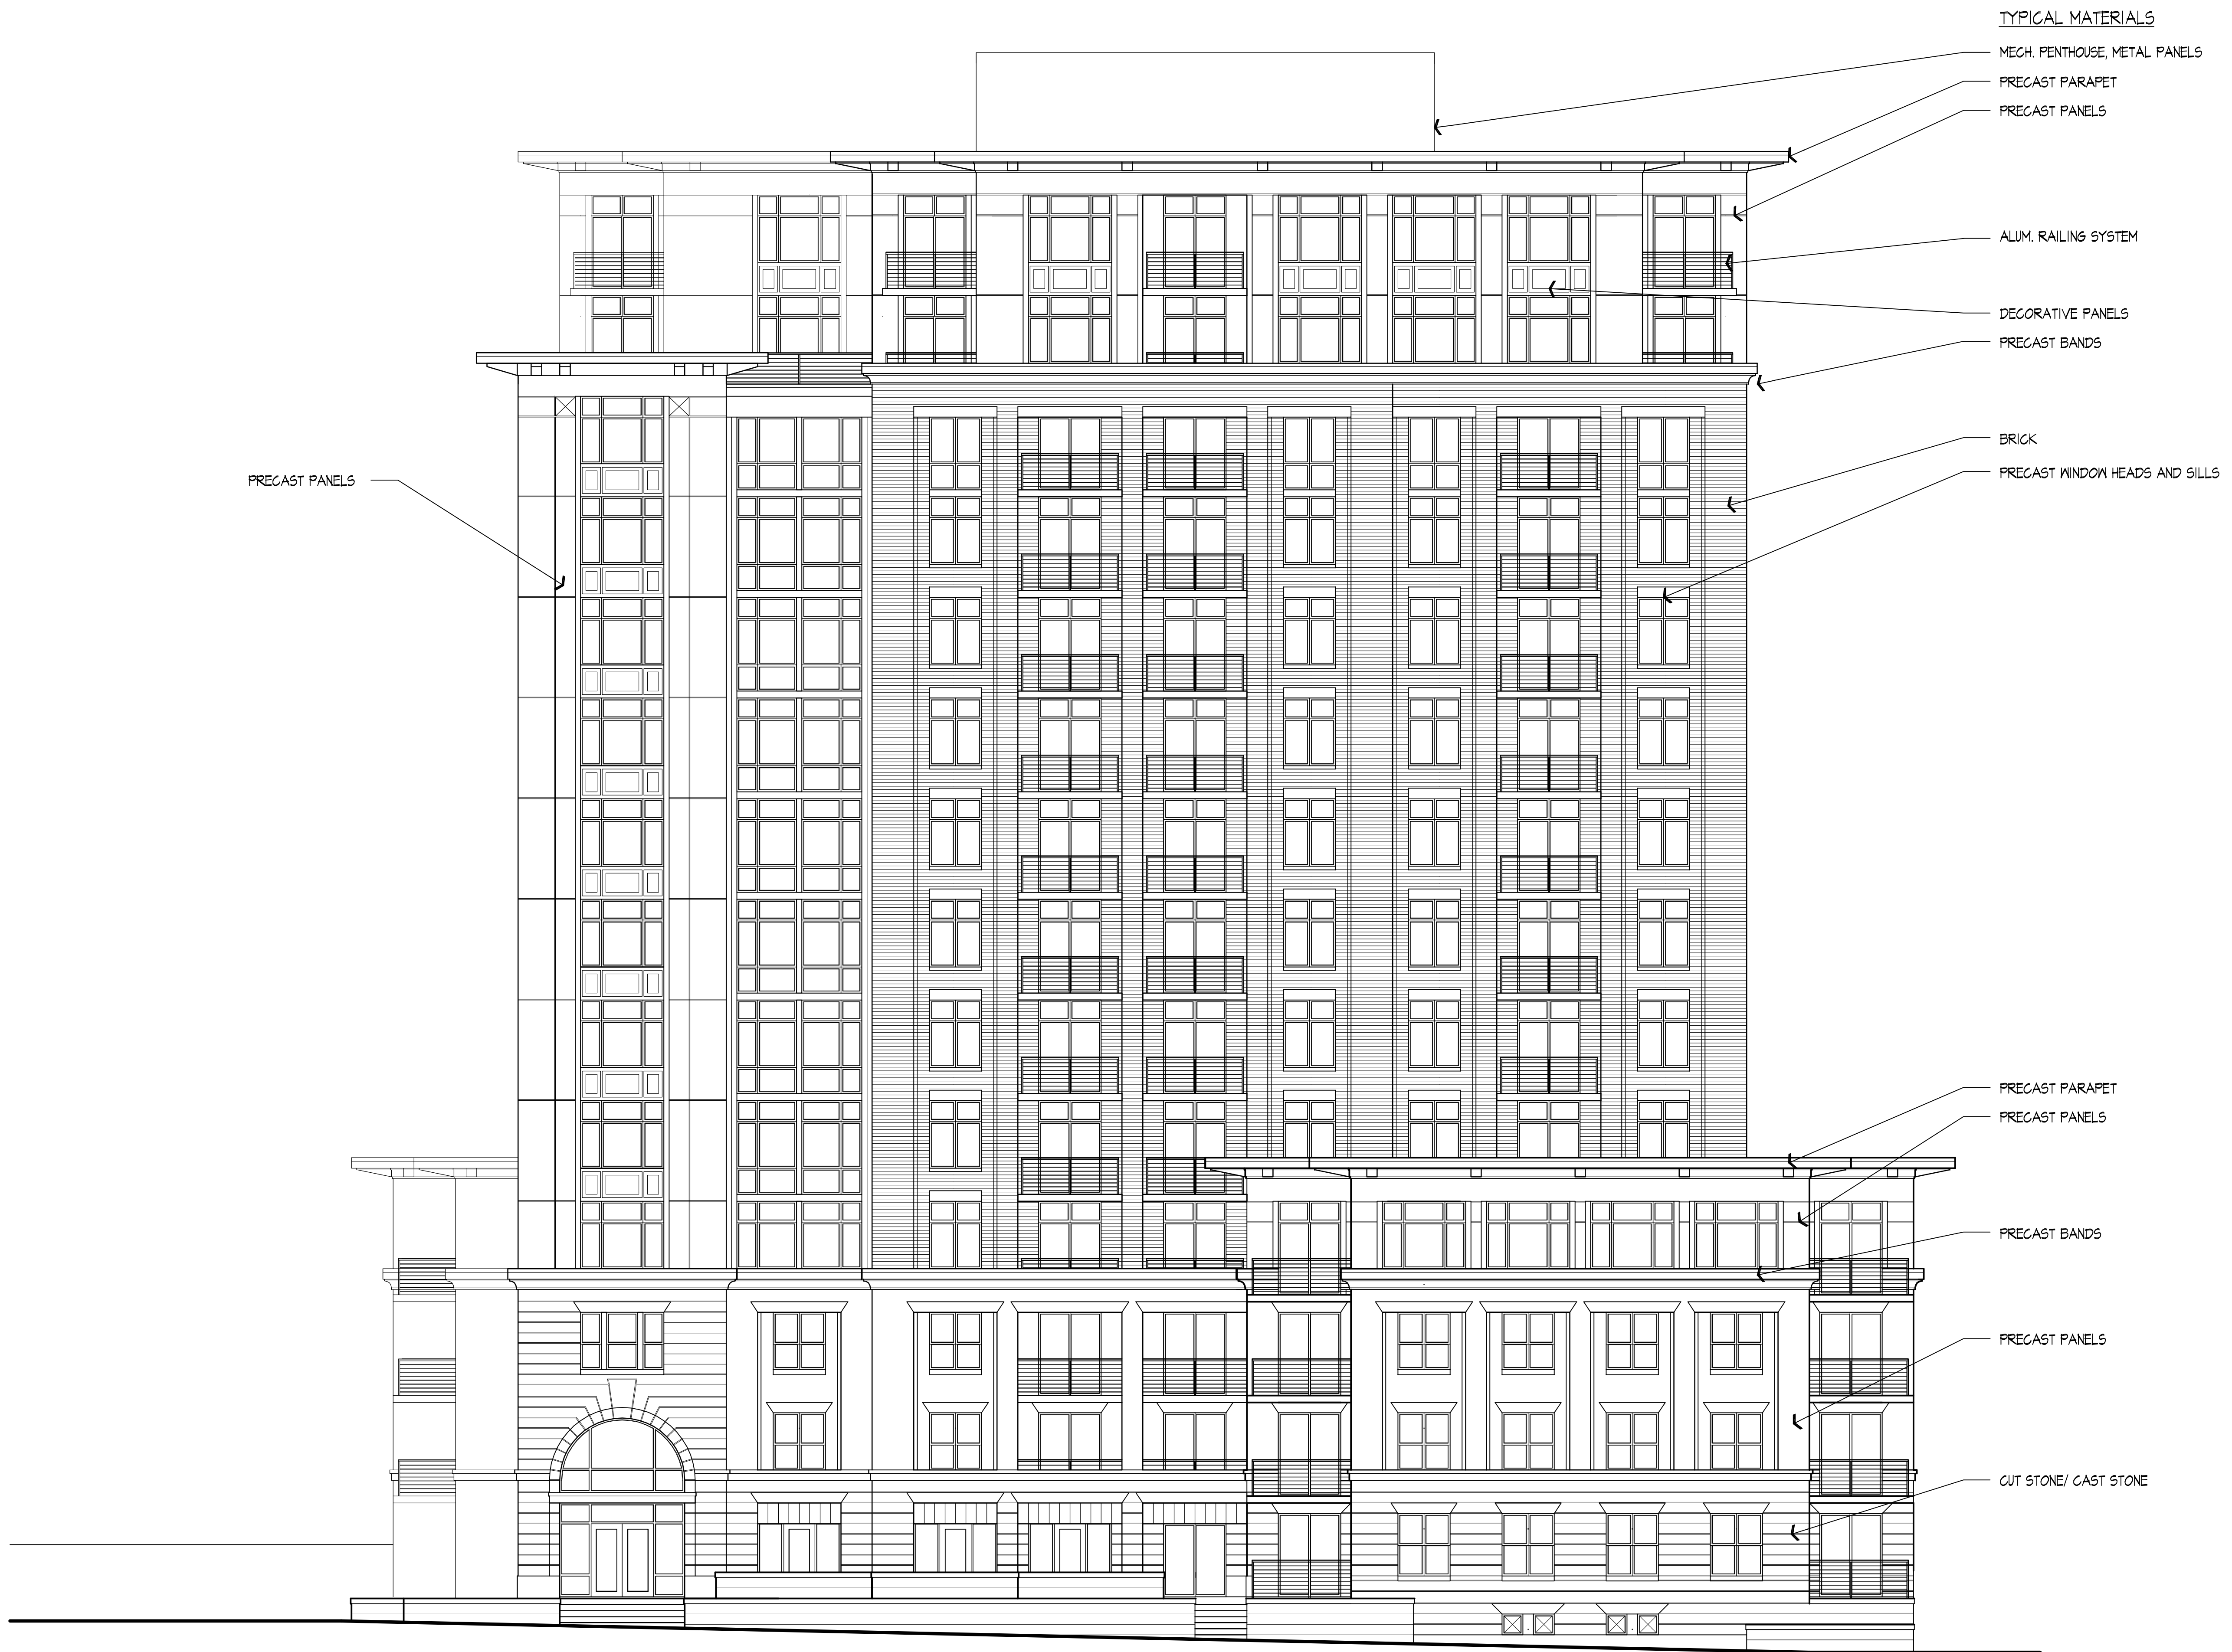 TYPICAL MATERIALS
MECH. PENTHOUSE, METAL PANELS
PRECAST PARAPET
PRECAST PANELS
ALUM. RAILING SYSTEM
DECORATIVE PANELS
PRECAST BANDS
BRICK
PRECAST WINDOW HEADS AND SILLS
PRECAST PANELS
PRECAST PARAPET
PRECAST PANELS
PRECAST BANDS
PRECAST PANELS
CUT STONE/ CAST STONE